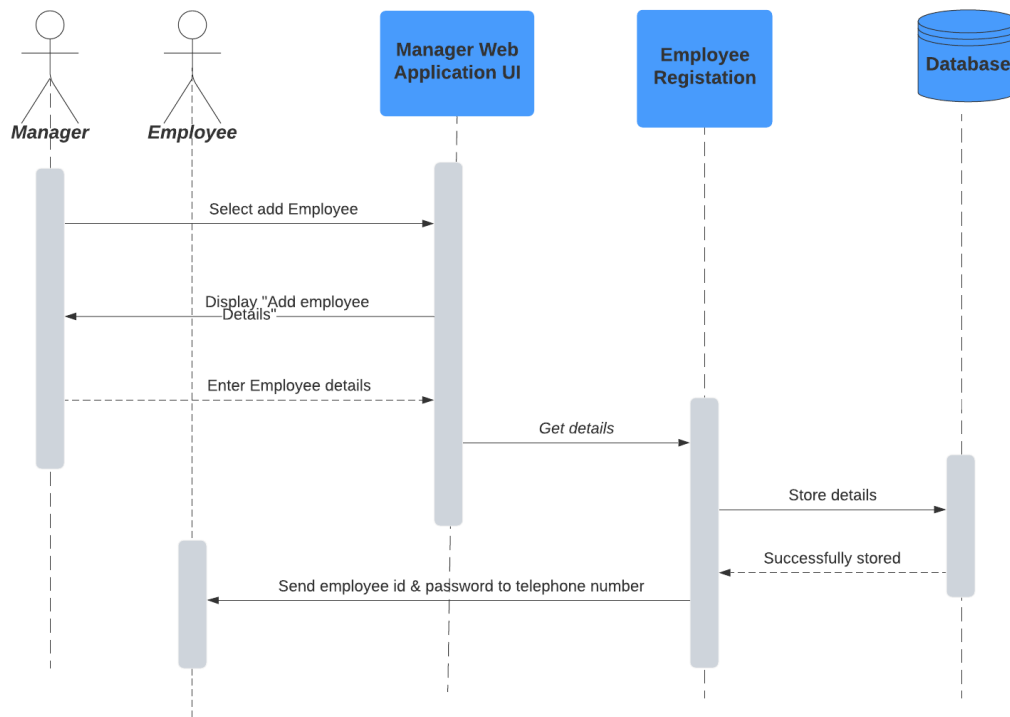 Manager Web
Application UI
Employee
Registation
Database
Manager
Employee
Select add Employee
Display "Add employee
Details"
Enter Employee details
Get details
Store details
Successfully stored
Send employee id & password to telephone number